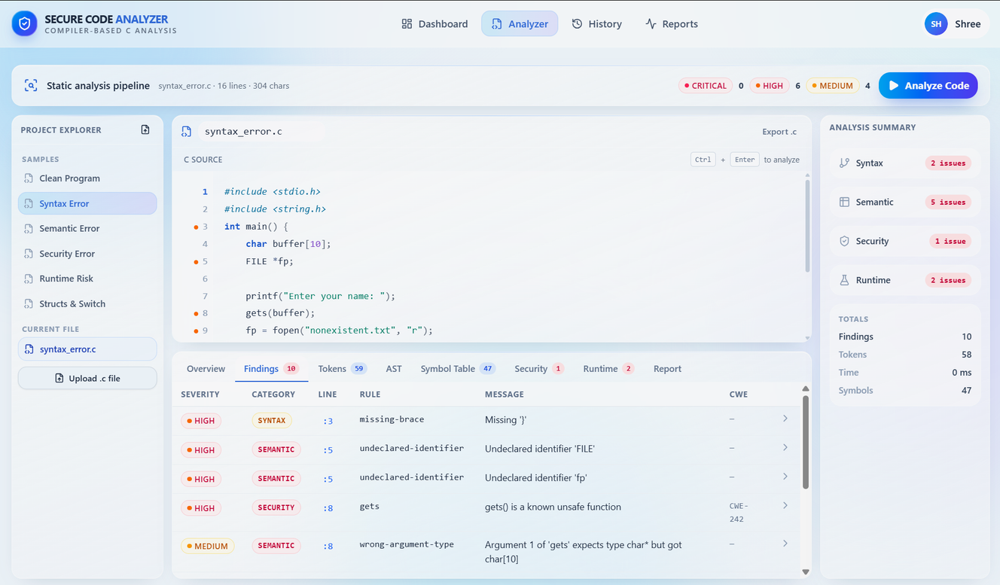 SECURE CODE ANALYZER
COMPILER-BASED C ANALYSIS
Dashboard
Analyzer
History
Reports
SH
Shree
Static analysis pipeline
syntax_error.c · 16 lines · 304 chars
CRITICAL 0
HIGH 6
MEDIUM 4
Analyze Code
PROJECT EXPLORER
SAMPLES
Clean Program
Syntax Error
Semantic Error
Security Error
Runtime Risk
Structs & Switch
CURRENT FILE
syntax_error.c
Upload .c file
syntax_error.c
Export .c
C SOURCE
Ctrl + Enter to analyze
1 #include <stdio.h>
2 #include <string.h>
3 int main() {
4 char buffer[10];
5 FILE *fp;
6
7 printf("Enter your name: ");
8 gets(buffer);
9 fp = fopen("nonexistent.txt", "r");
Overview
Findings 10
Tokens 59
AST
Symbol Table 47
Security 1
Runtime 2
Report
SEVERITY CATEGORY LINE RULE MESSAGE CWE
HIGH SYNTAX :3 missing-brace Missing '}' —
HIGH SEMANTIC :5 undeclared-identifier Undeclared identifier 'FILE' —
HIGH SEMANTIC :5 undeclared-identifier Undeclared identifier 'fp' —
HIGH SECURITY :8 gets gets() is a known unsafe function CWE-
242
MEDIUM SEMANTIC :8 wrong-argument-type Argument 1 of 'gets' expects type char* but got —
char[10]
ANALYSIS SUMMARY
Syntax 2 issues
Semantic 5 issues
Security 1 issue
Runtime 2 issues
TOTALS
Findings 10
Tokens 58
Time 0 ms
Symbols 47